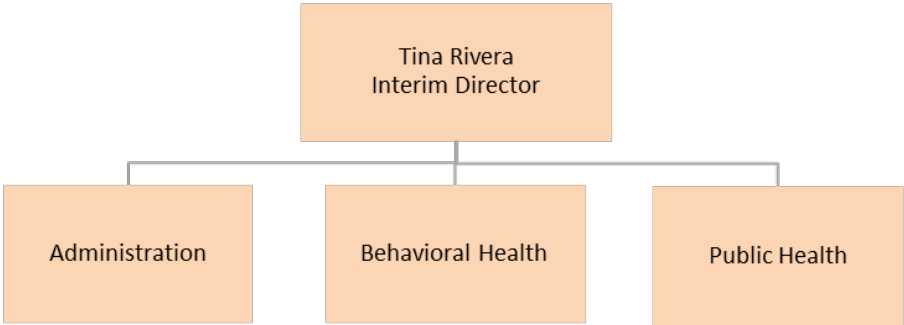 Tina Rivera
Interim Director
Administration
Behavioral Health
Public Health